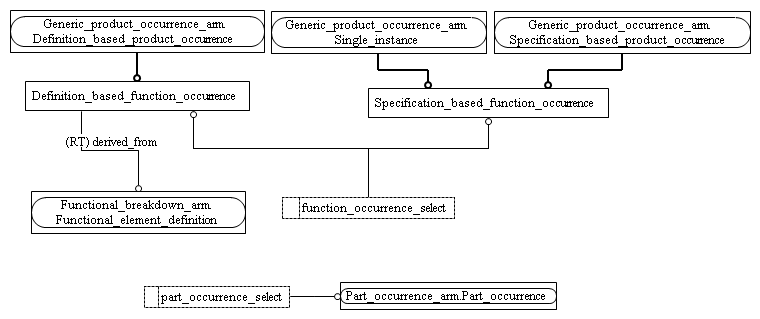 Generic_product_occurrence_arm.
Definition_based_product_occurrence
Generic_product_occurrence_arm.
Single_instance
Generic_product_occurrence_arm.
Specification_based_product_occurrence
Definition_based_function_occurrence
Specification_based_function_occurrence
(RT) derived_from
Functional_breakdown_arm.
Functional_element_definition
function_occurrence_select
part_occurrence_select
Part_occurrence_arm.Part_occurrence